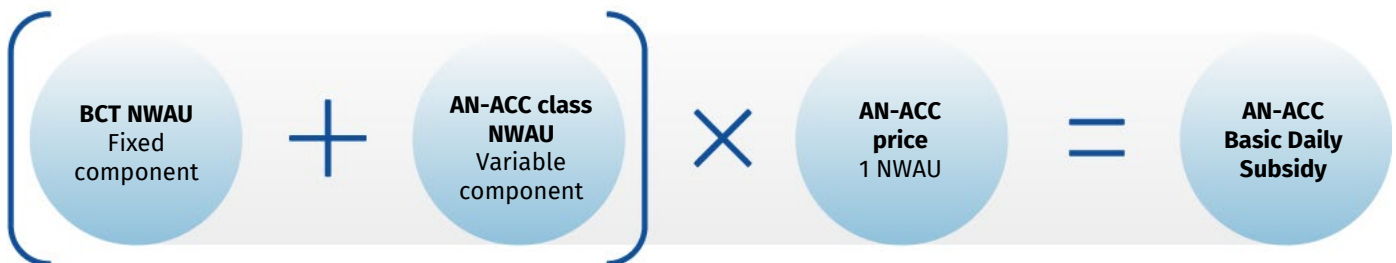 BCT NWAU
Fixed
component
+
AN-ACC class
NWAU
Variable
component
×
AN-ACC
price
1 NWAU
=
AN-ACC
Basic Daily
Subsidy